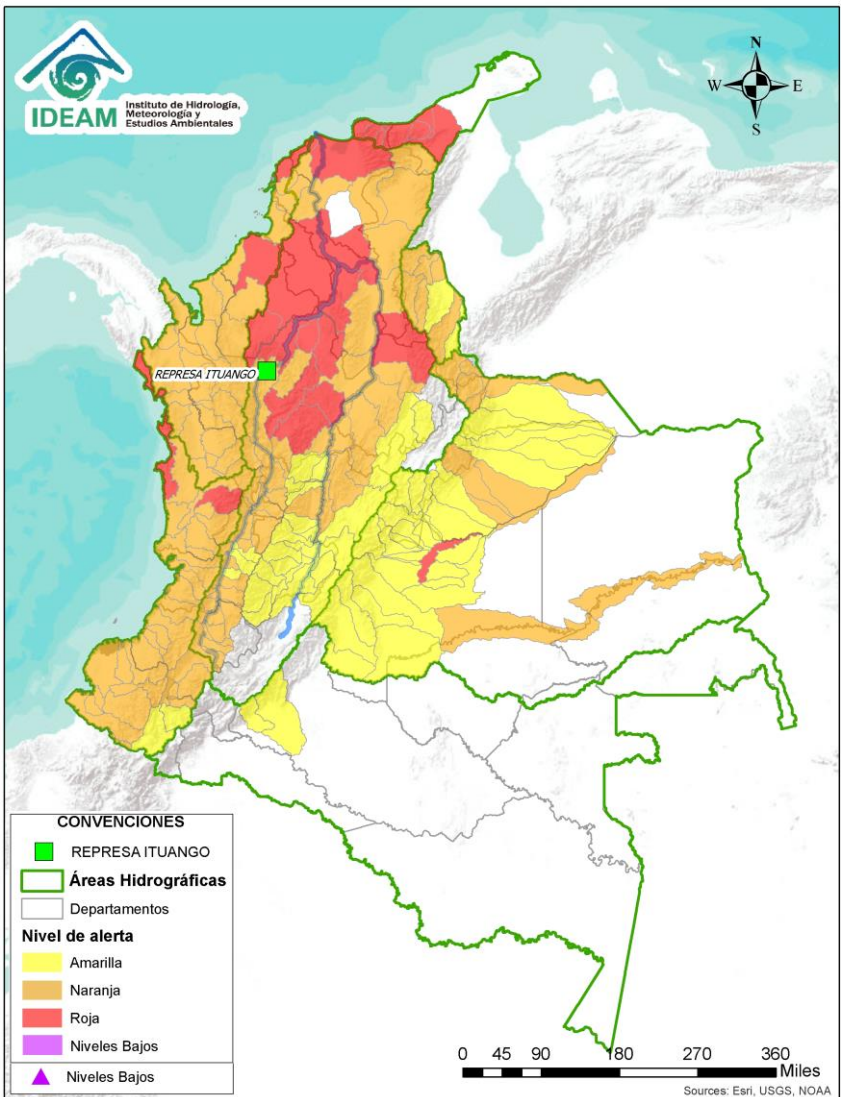 IDEAM
Instituto de Hidrología,
Meteorología y
Estudios Ambientales
N
W
E
S
REPRESA ITUANGO
CONVENCIONES
REPRESA ITUANGO
Áreas Hidrográficas
Departamentos
Nivel de alerta
Amarilla
Naranja
Roja
Niveles Bajos
Niveles Bajos
0 45 90 180 270 360
Miles
Sources: Esri, USGS, NOAA